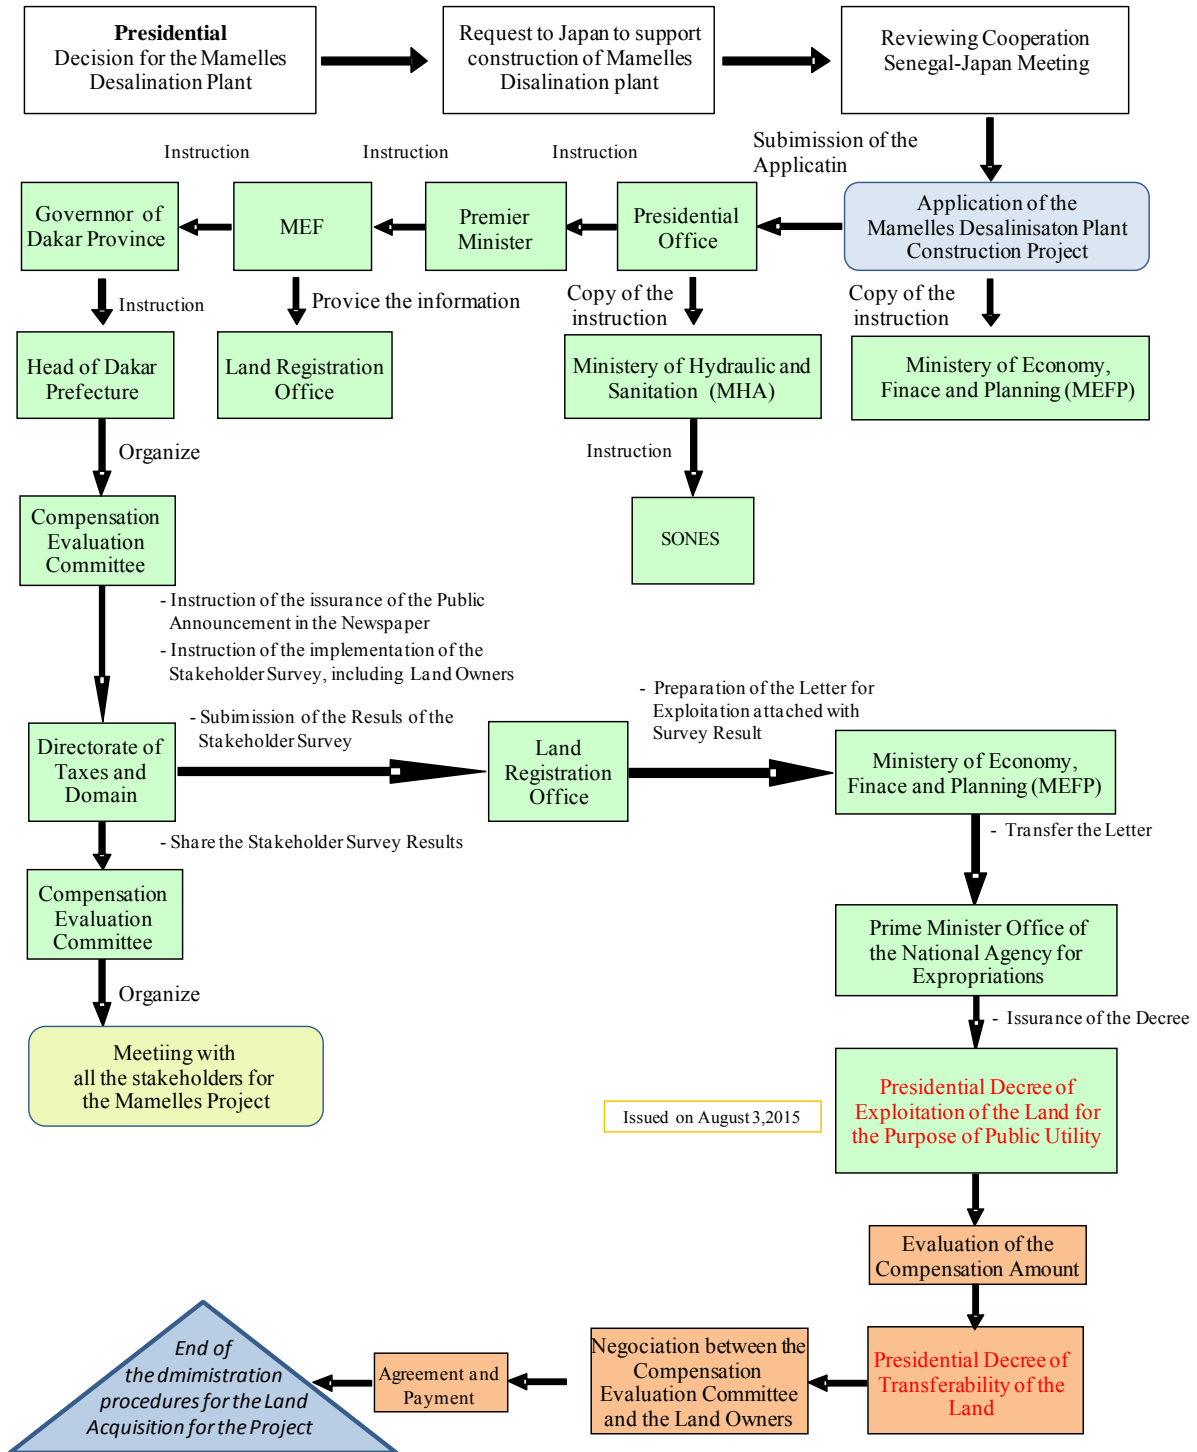 Presidential
Decision for the Mamelles
Desalination Plant
Request to Japan to support
construction of Mamelles
Disalination plant
Reviewing Cooperation
Senegal-Japan Meeting
Subimission of the
Applicatin
Instruction
Instruction
Instruction
Governnor of
Dakar Province
MEF
Premier
Minister
Presidential
Office
Application of the
Mamelles Desalinisaton Plant
Construction Project
Instruction
Provice the information
Copy of the
instruction
Copy of the
instruction
Head of Dakar
Prefecture
Land Registration
Office
Ministery of Hydraulic and
Sanitation (MHA)
Ministery of Economy,
Finace and Planning (MEFP)
Organize
Instruction
Compensation
Evaluation
Committee
SONES
- Instruction of the issurance of the Public
Announcement in the Newspaper
- Instruction of the implementation of the
Stakeholder Survey, including Land Owners
- Subimission of the Resuls of the
Stakeholder Survey
- Preparation of the Letter for
Exploitation attached with
Survey Result
Directorate of
Taxes and
Domain
Land
Registration
Office
Ministery of Economy,
Finace and Planning (MEFP)
- Share the Stakeholder Survey Results
- Transfer the Letter
Compensation
Evaluation
Committee
Prime Minister Office of
the National Agency for
Expropriations
Organize
- Issurance of the Decree
Meetiing with
all the stakeholders for
the Mamelles Project
Issued on August 3,2015
Presidential Decree of
Exploitation of the Land for
the Purpose of Public Utility
Evaluation of the
Compensation Amount
End of
the dmimistration
procedures for the Land
Acquisition for the Project
Agreement and
Payment
Negociation between the
Compensation
Evaluation Committee
and the Land Owners
Presidential Decree of
Transferability of the
Land